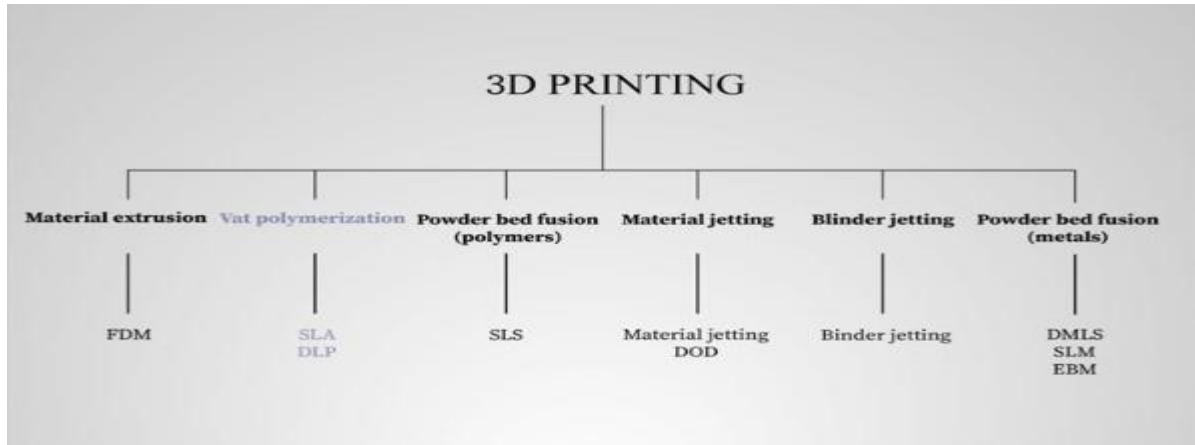 3D PRINTING
Material extrusion
Vat polymerization
Powder bed fusion
(polymers)
Material jetting
Blinder jetting
Powder bed fusion
(metals)
FDM
SLA
DLP
SLS
Material jetting
DOD
Binder jetting
DMLS
SLM
EBM